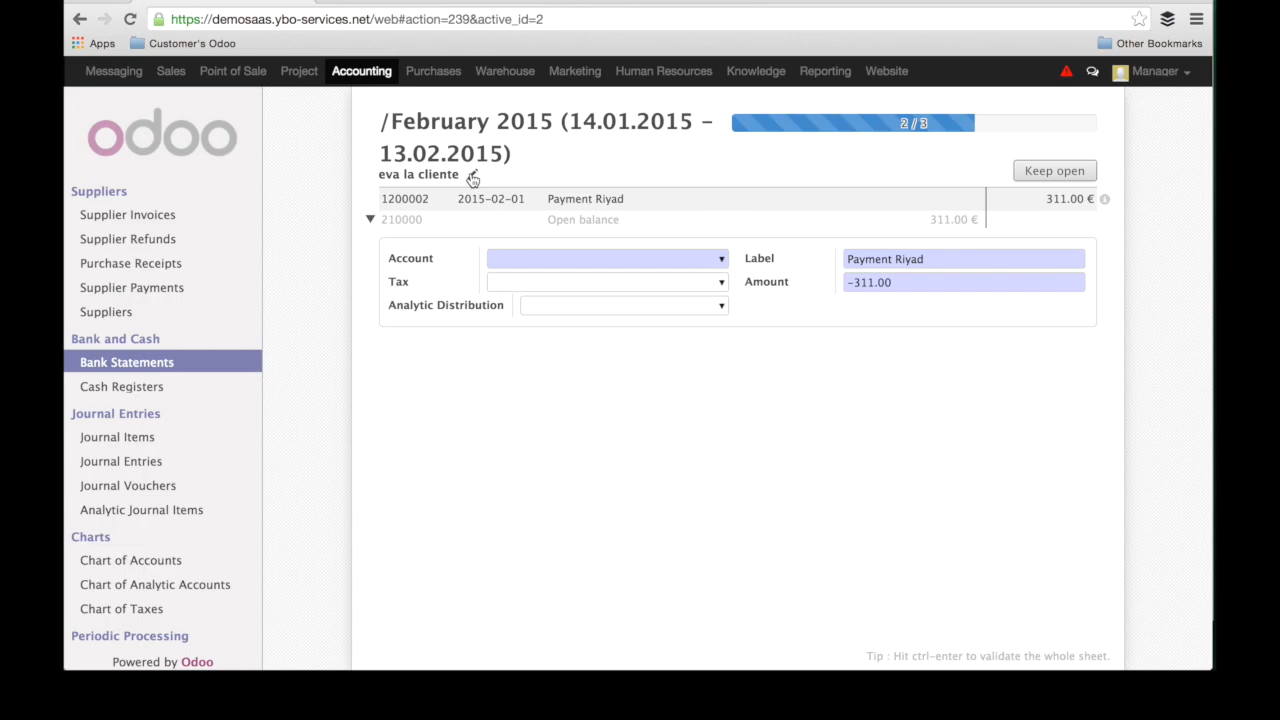 https://demosaas.ybo-services.net/web#action=239&active_id=2
Apps Customer's Odoo Other Bookmarks
Messaging Sales Point of Sale Project Accounting Purchases Warehouse Marketing Human Resources Knowledge Reporting Website Manager
odoo
Suppliers
Supplier Invoices
Supplier Refunds
Purchase Receipts
Supplier Payments
Suppliers
Bank and Cash
Bank Statements
Cash Registers
Journal Entries
Journal Items
Journal Entries
Journal Vouchers
Analytic Journal Items
Charts
Chart of Accounts
Chart of Analytic Accounts
Chart of Taxes
Periodic Processing
Powered by Odoo
/February 2015 (14.01.2015 –
13.02.2015)
2 / 3
eva la cliente
Keep open
1200002 2015-02-01 Payment Riyad 311.00 €
210000 Open balance 311.00 €
Account Label Payment Riyad
Tax Amount -311.00
Analytic Distribution
Tip : Hit ctrl-enter to validate the whole sheet.